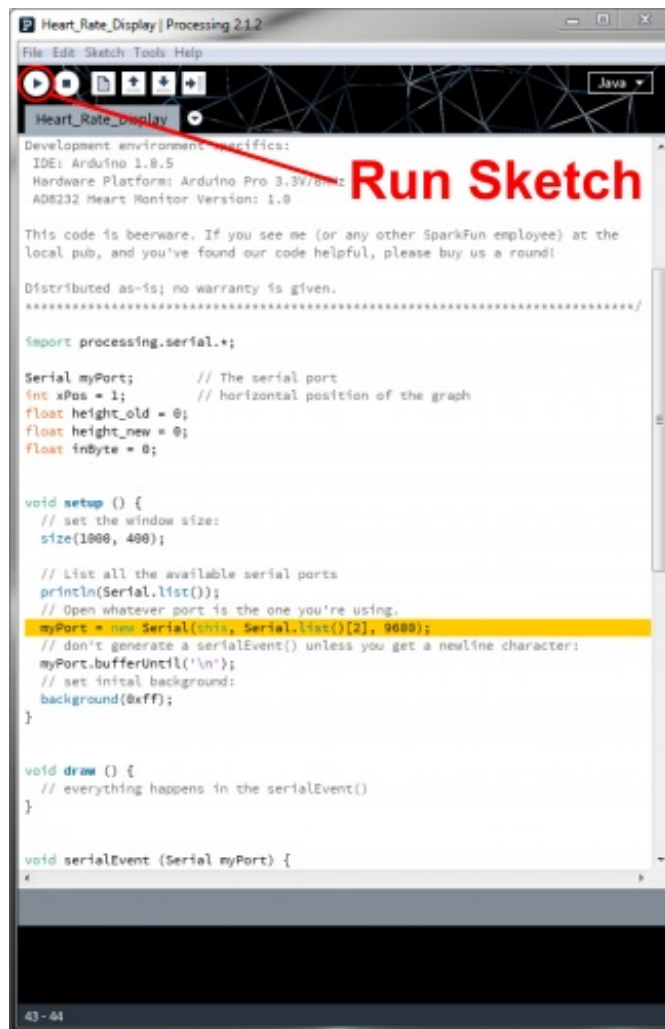 Heart_Rate_Display | Processing 2.1.2
File Edit Sketch Tools Help
Java
Heart_Rate_Display
Run Sketch
Development environment specifics:
IDE: Arduino 1.0.5
Hardware Platform: Arduino Pro 3.3V/8MHz
AD8232 Heart Monitor Version: 1.0
This code is beerware. If you see me (or any other SparkFun employee) at the
local pub, and you've found our code helpful, please buy us a round!
Distributed as-is; no warranty is given.
******************************************************************************/
import processing.serial.*;
Serial myPort;        // The serial port
int xPos = 1;         // horizontal position of the graph
float height_old = 0;
float height_new = 0;
float inByte = 0;
void setup () {
// set the window size:
size(1000, 400);
// List all the available serial ports
println(Serial.list());
// Open whatever port is the one you're using.
myPort = new Serial(this, Serial.list()[2], 9600);
// don't generate a serialEvent() unless you get a newline character:
myPort.bufferUntil('\n');
// set inital background:
background(0xff);
}
void draw () {
// everything happens in the serialEvent()
}
void serialEvent (Serial myPort) {
43 - 44